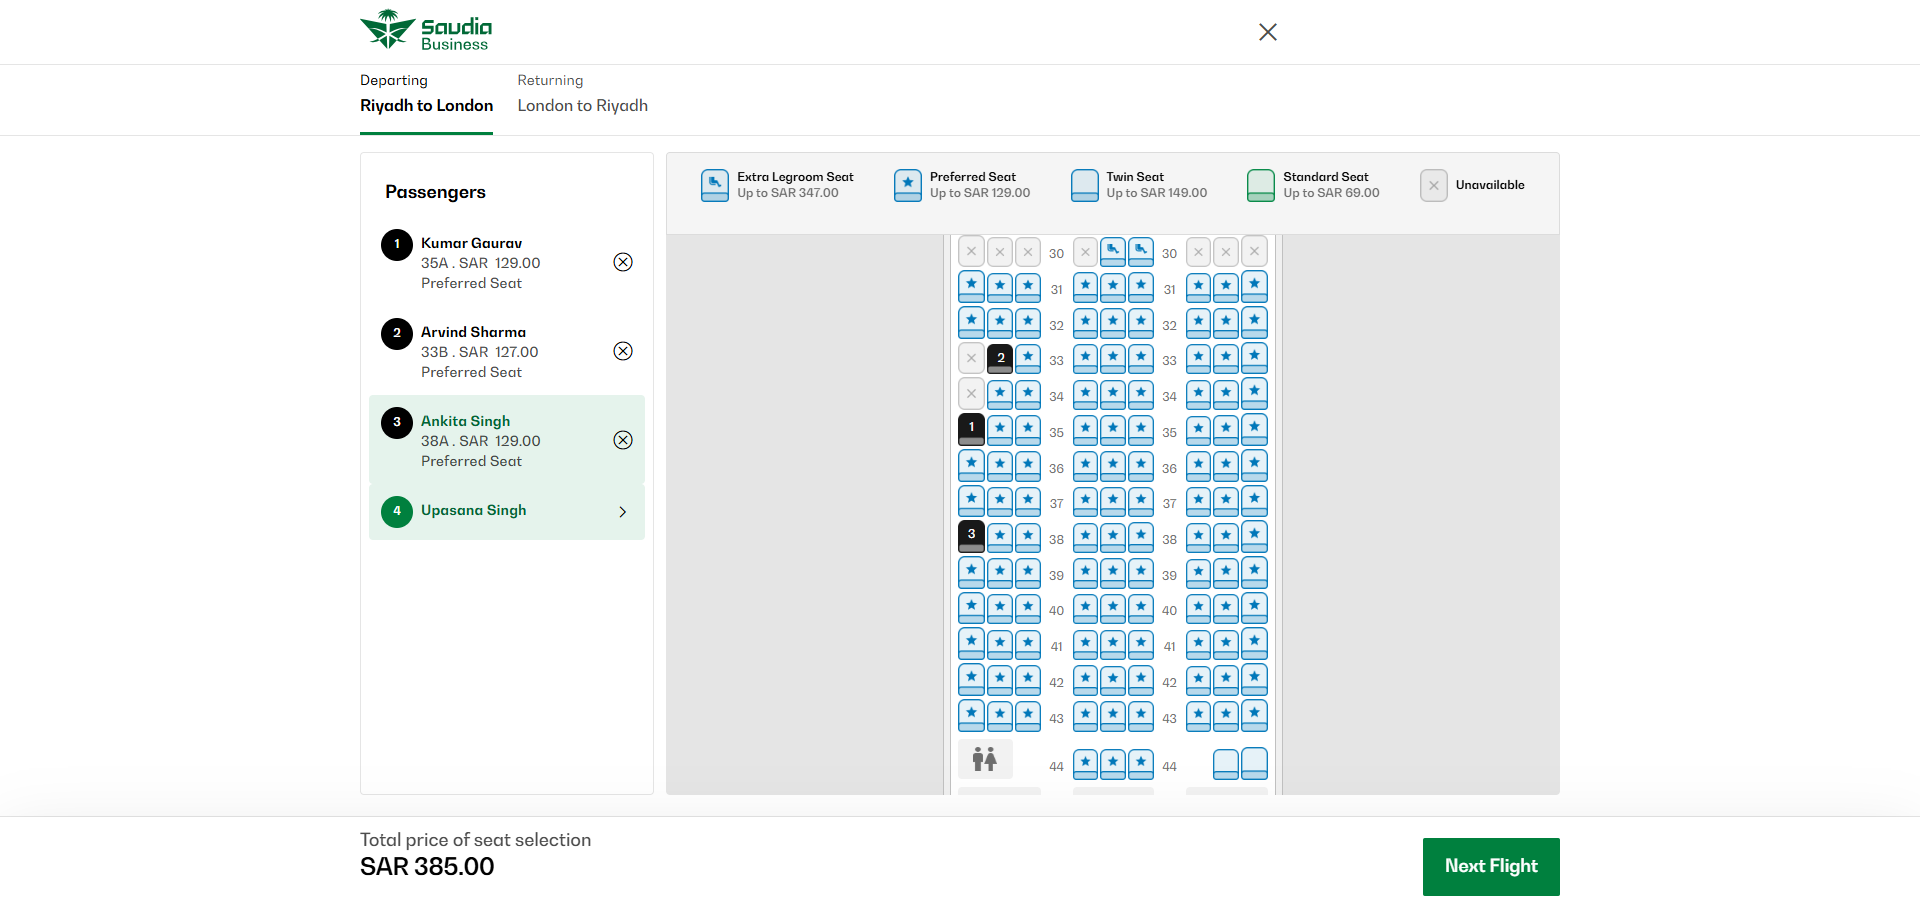 Saudia
Business
Departing
Riyadh to London
Returning
London to Riyadh
Passengers
1
Kumar Gaurav
35A . SAR 129.00
Preferred Seat
2
Arvind Sharma
33B . SAR 127.00
Preferred Seat
3
Ankita Singh
38A . SAR 129.00
Preferred Seat
4
Upasana Singh
Extra Legroom Seat
Up to SAR 347.00
Preferred Seat
Up to SAR 129.00
Twin Seat
Up to SAR 149.00
Standard Seat
Up to SAR 69.00
Unavailable
30 30
31 31
32 32
2 33 33
34 34
1 35 35
36 36
37 37
3 38 38
39 39
40 40
41 41
42 42
43 43
44 44
Total price of seat selection
SAR 385.00
Next Flight